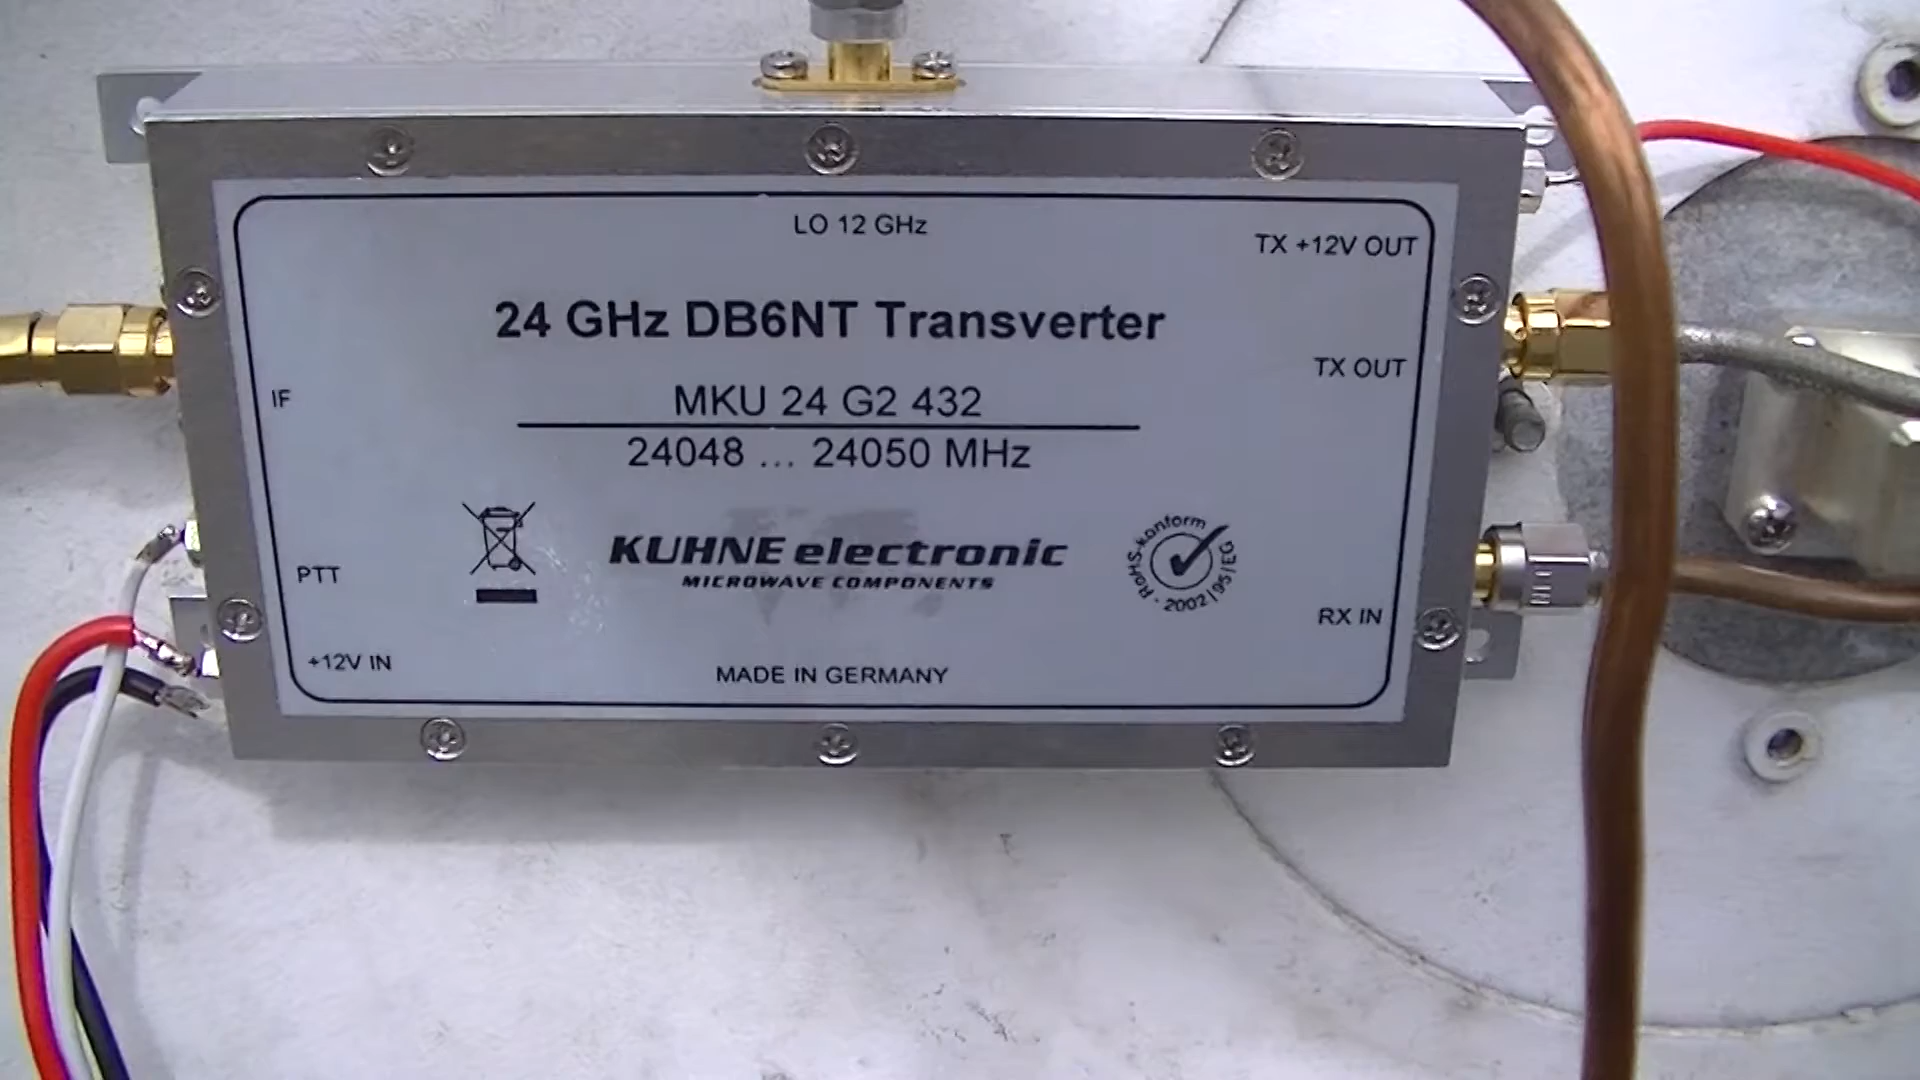 LO 12 GHz
TX +12V OUT
24 GHz DB6NT Transverter
TX OUT
IF
MKU 24 G2 432
24048 ... 24050 MHz
KUHNE electronic
MICROWAVE COMPONENTS
RoHS-konform - 2002|95|EG
PTT
RX IN
+12V IN
MADE IN GERMANY